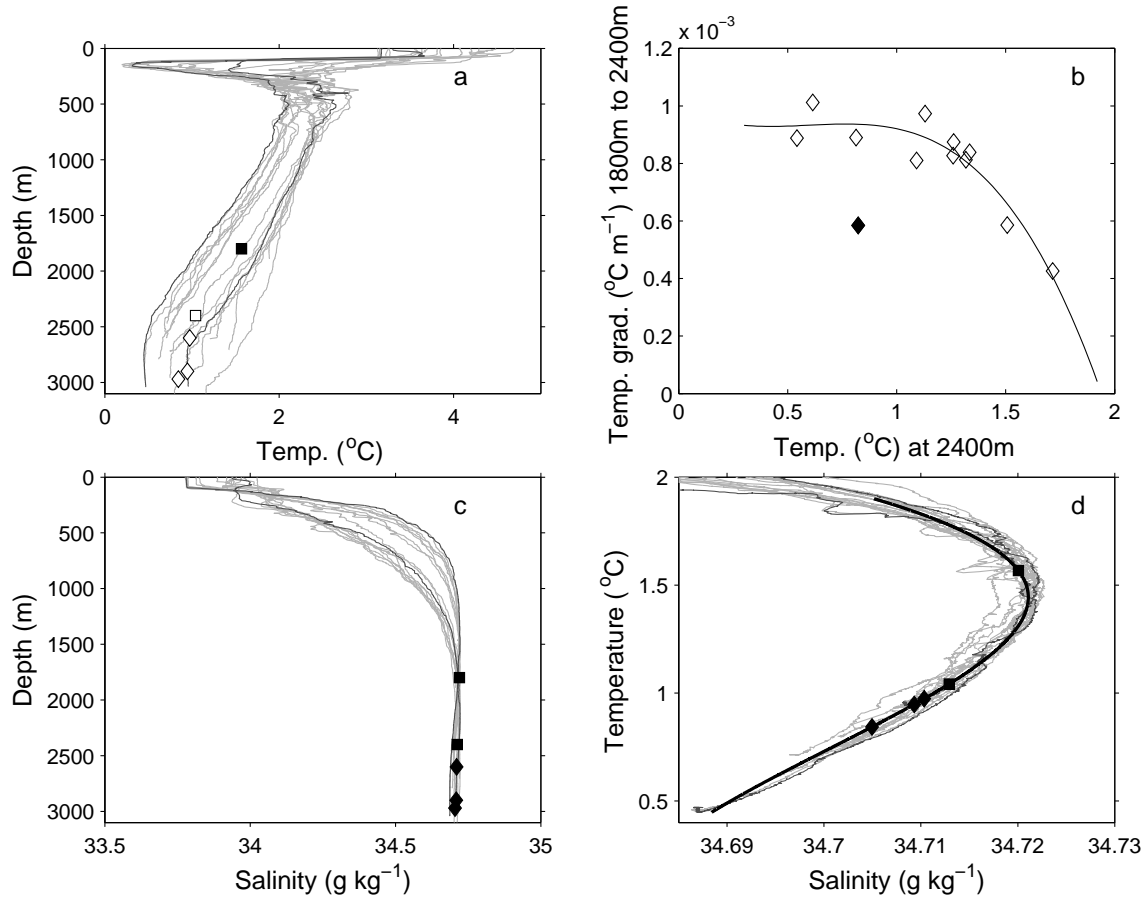 a
0
500
1000
1500
2000
2500
3000
Depth (m)
0 2 4
Temp. (°C)
b
x 10⁻³
1.2
1
0.8
0.6
0.4
0.2
0
Temp. grad. (°C m⁻¹) 1800m to 2400m
0 0.5 1 1.5 2
Temp. (°C) at 2400m
c
0
500
1000
1500
2000
2500
3000
Depth (m)
33.5 34 34.5 35
Salinity (g kg⁻¹)
d
2
1.5
1
0.5
Temperature (°C)
34.69 34.7 34.71 34.72 34.73
Salinity (g kg⁻¹)